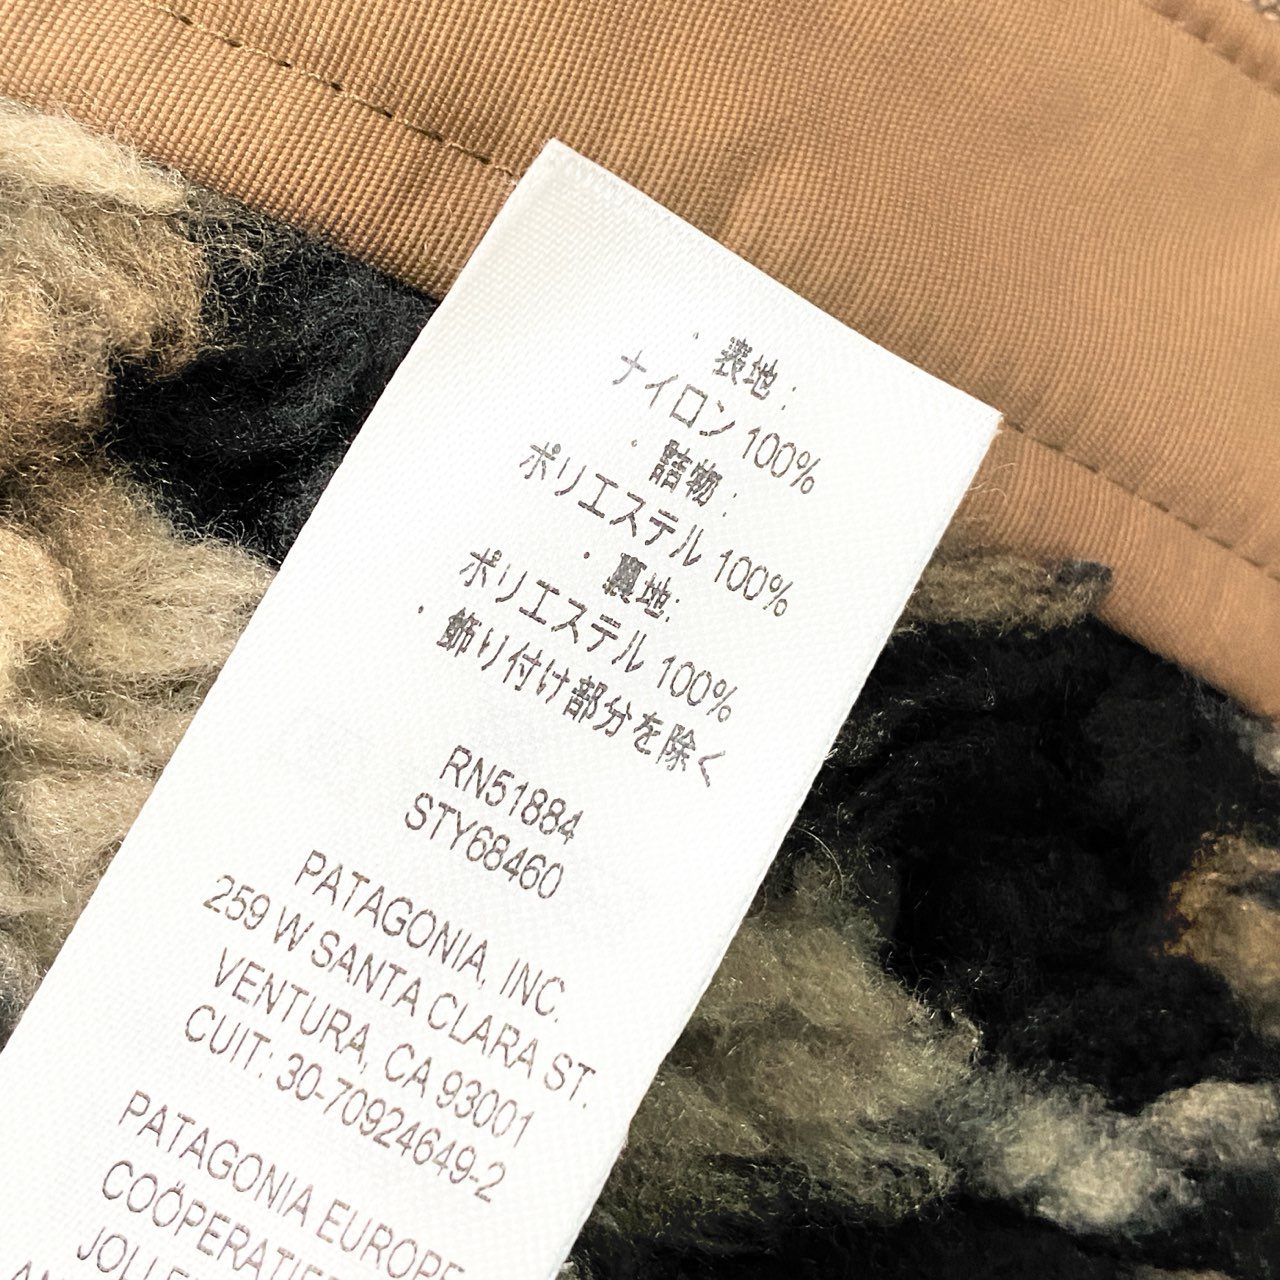 · 表地 :
ナイロン 100%
· 詰物 :
ポリエステル 100%
· 裏地:
ポリエステル 100%
· 飾り付け部分を除く
RN51884
STY68460
PATAGONIA, INC.
259 W SANTA CLARA ST.
VENTURA, CA 93001
CUIT: 30-70924649-2
PATAGONIA EUROPE